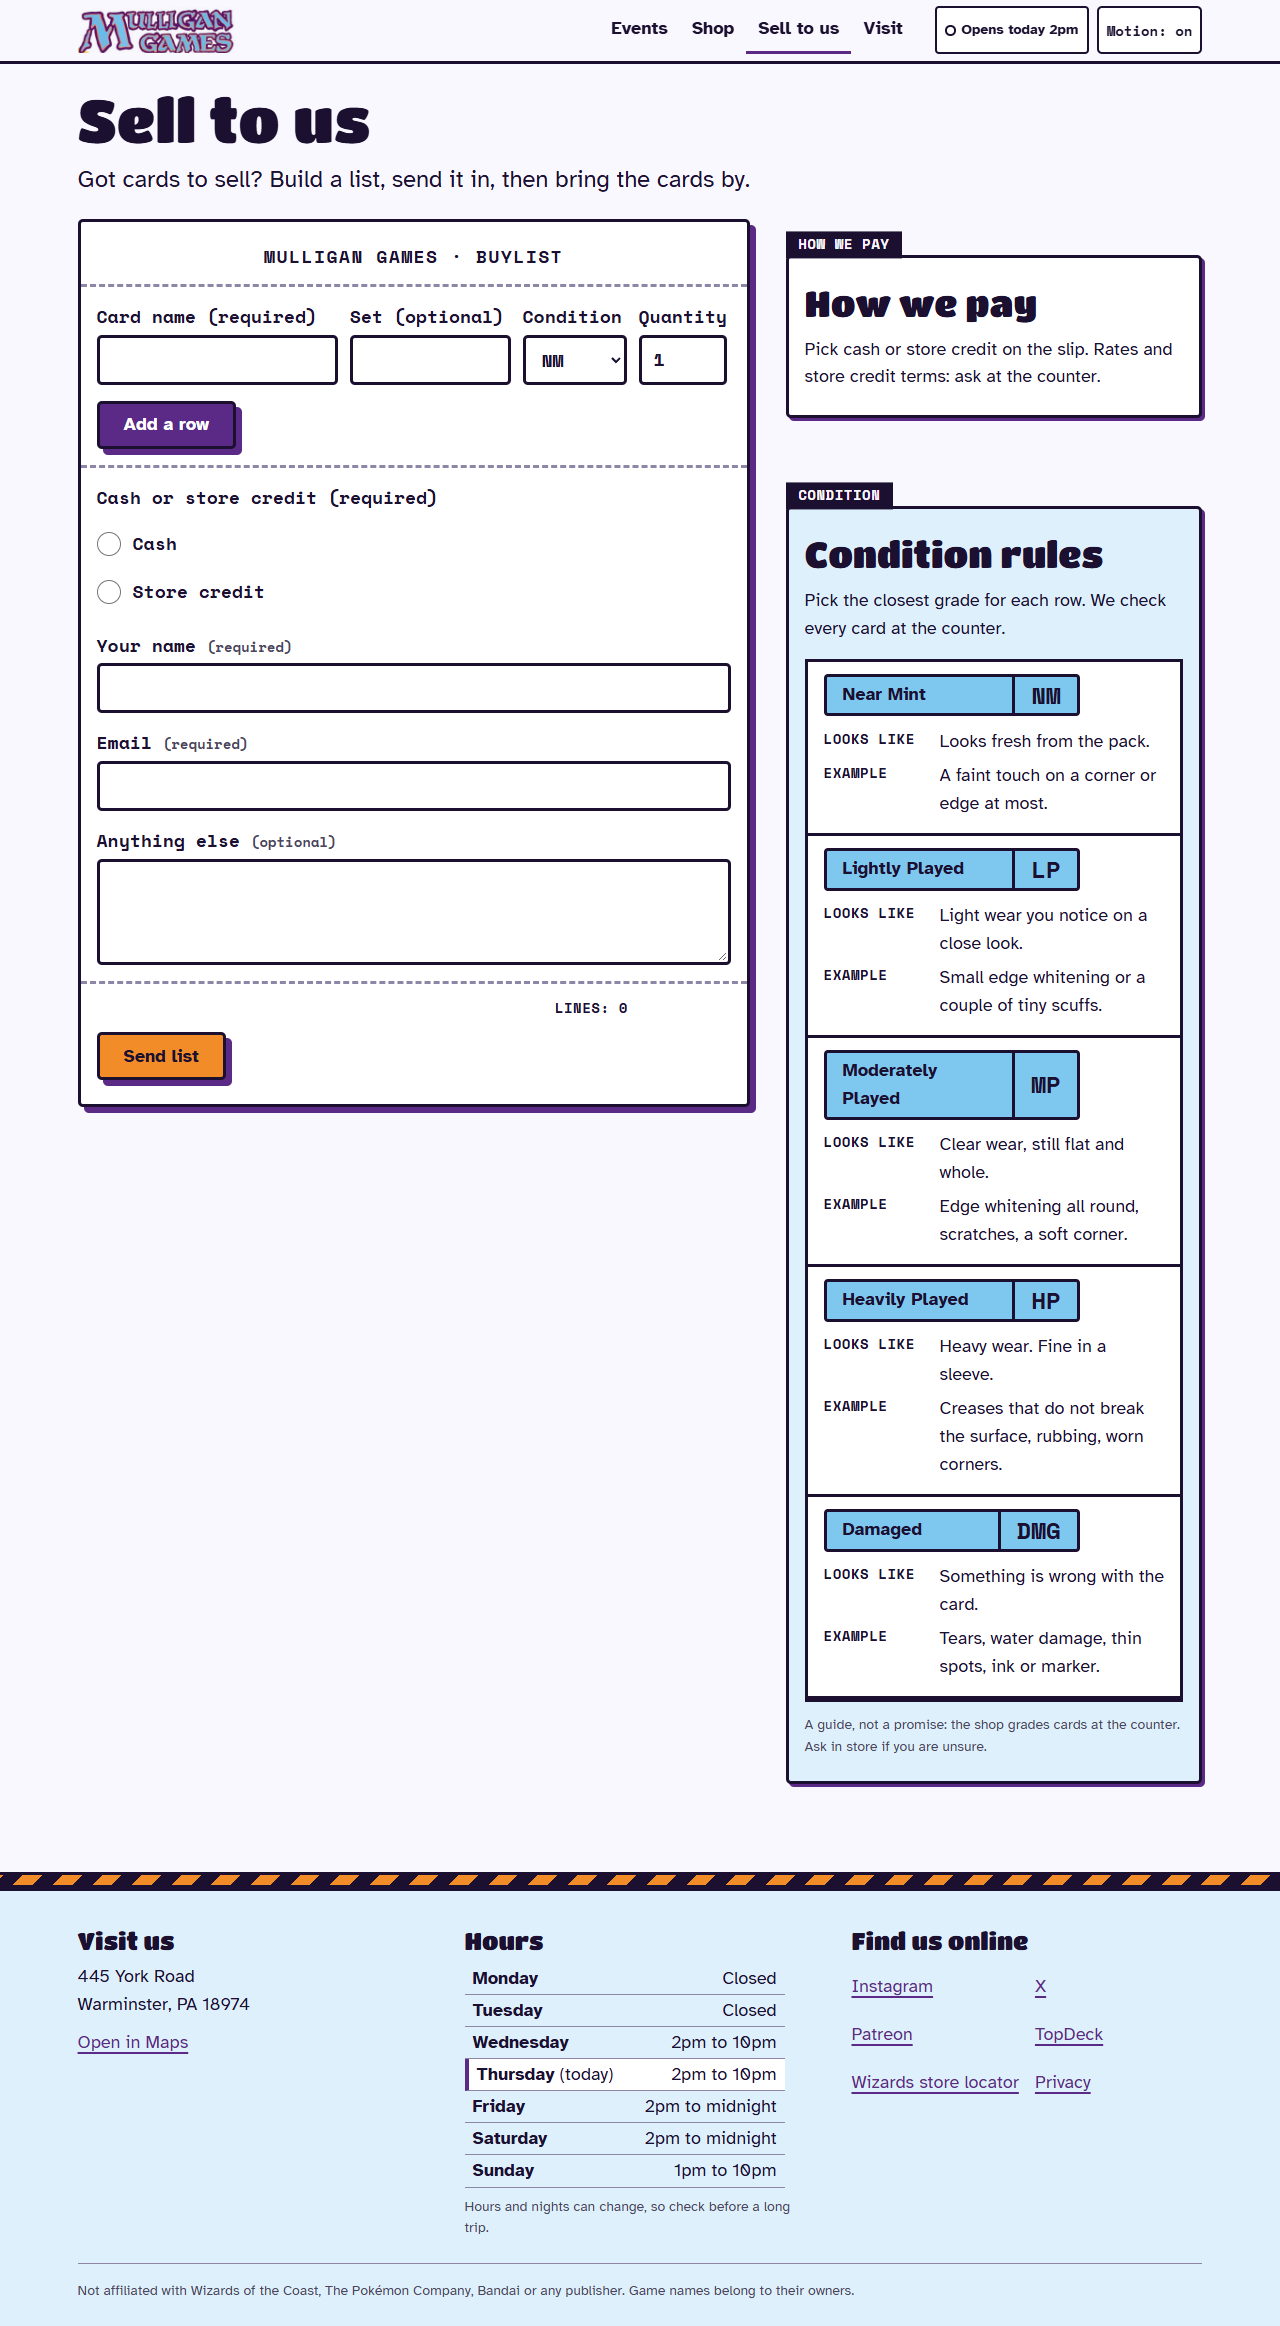 MULLIGAN GAMES
Events Shop Sell to us Visit Opens today 2pm Motion: on
Sell to us
Got cards to sell? Build a list, send it in, then bring the cards by.
MULLIGAN GAMES · BUYLIST
Card name (required) Set (optional) Condition Quantity
NM 1
Add a row
Cash or store credit (required)
Cash
Store credit
Your name (required)
Email (required)
Anything else (optional)
LINES: 0
Send list
HOW WE PAY
How we pay
Pick cash or store credit on the slip. Rates and
store credit terms: ask at the counter.
CONDITION
Condition rules
Pick the closest grade for each row. We check
every card at the counter.
Near Mint NM
LOOKS LIKE Looks fresh from the pack.
EXAMPLE A faint touch on a corner or
edge at most.
Lightly Played LP
LOOKS LIKE Light wear you notice on a
close look.
EXAMPLE Small edge whitening or a
couple of tiny scuffs.
Moderately
Played MP
LOOKS LIKE Clear wear, still flat and
whole.
EXAMPLE Edge whitening all round,
scratches, a soft corner.
Heavily Played HP
LOOKS LIKE Heavy wear. Fine in a
sleeve.
EXAMPLE Creases that do not break
the surface, rubbing, worn
corners.
Damaged DMG
LOOKS LIKE Something is wrong with the
card.
EXAMPLE Tears, water damage, thin
spots, ink or marker.
A guide, not a promise: the shop grades cards at the counter.
Ask in store if you are unsure.
Visit us
445 York Road
Warminster, PA 18974
Open in Maps
Hours
Monday Closed
Tuesday Closed
Wednesday 2pm to 10pm
Thursday (today) 2pm to 10pm
Friday 2pm to midnight
Saturday 2pm to midnight
Sunday 1pm to 10pm
Hours and nights can change, so check before a long
trip.
Find us online
Instagram X
Patreon TopDeck
Wizards store locator Privacy
Not affiliated with Wizards of the Coast, The Pokémon Company, Bandai or any publisher. Game names belong to their owners.